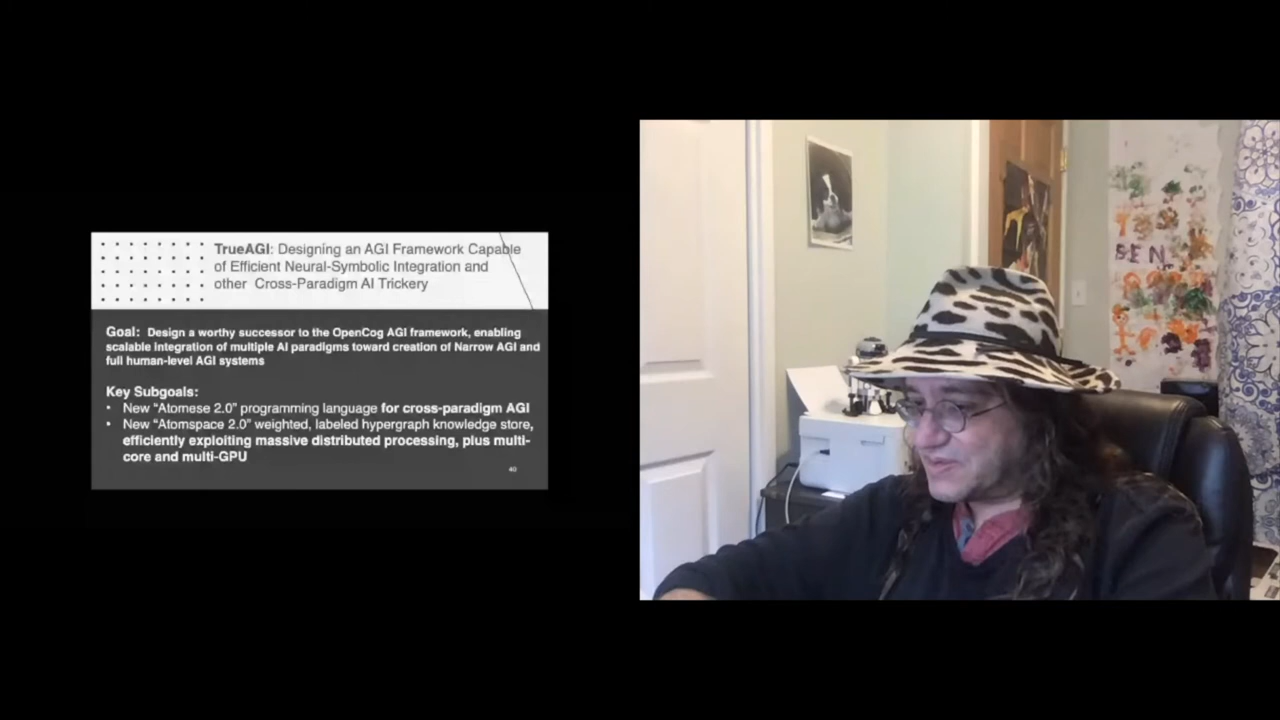 TrueAGI: Designing an AGI Framework Capable
of Efficient Neural-Symbolic Integration and
other Cross-Paradigm AI Trickery
Goal: Design a worthy successor to the OpenCog AGI framework, enabling
scalable integration of multiple AI paradigms toward creation of Narrow AGI and
full human-level AGI systems
Key Subgoals:
• New “Atomese 2.0” programming language for cross-paradigm AGI
• New “Atomspace 2.0” weighted, labeled hypergraph knowledge store,
efficiently exploiting massive distributed processing, plus multi-
core and multi-GPU
40
BEN